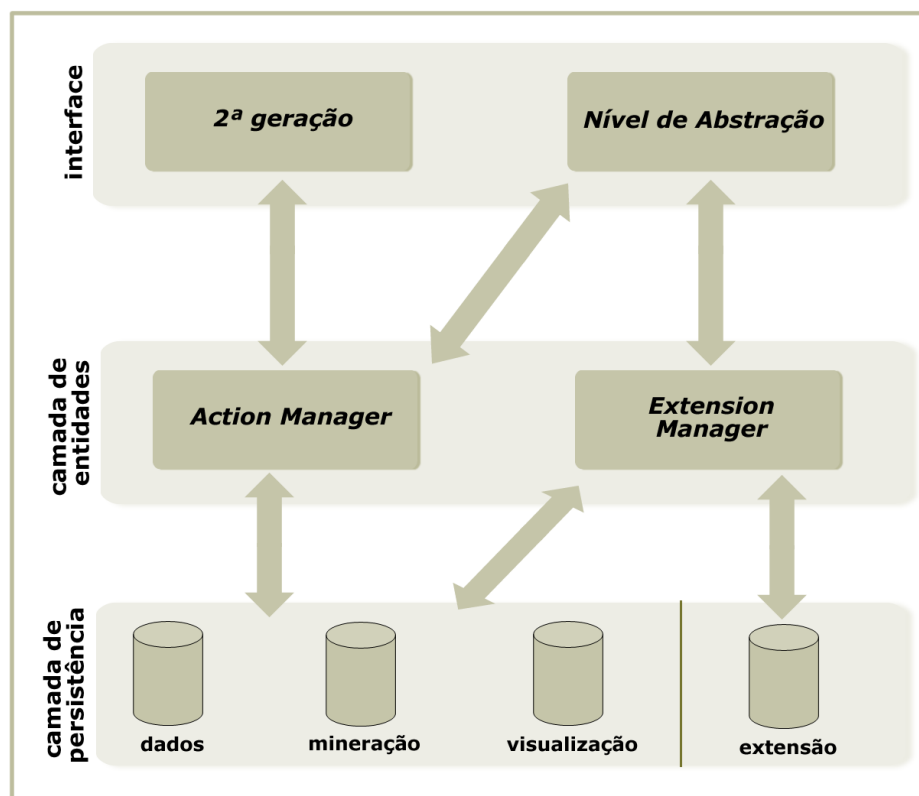 interface
2ª geração
Nível de Abstração
camada de
entidades
Action Manager
Extension
Manager
camada de
persistência
dados
mineração
visualização
extensão